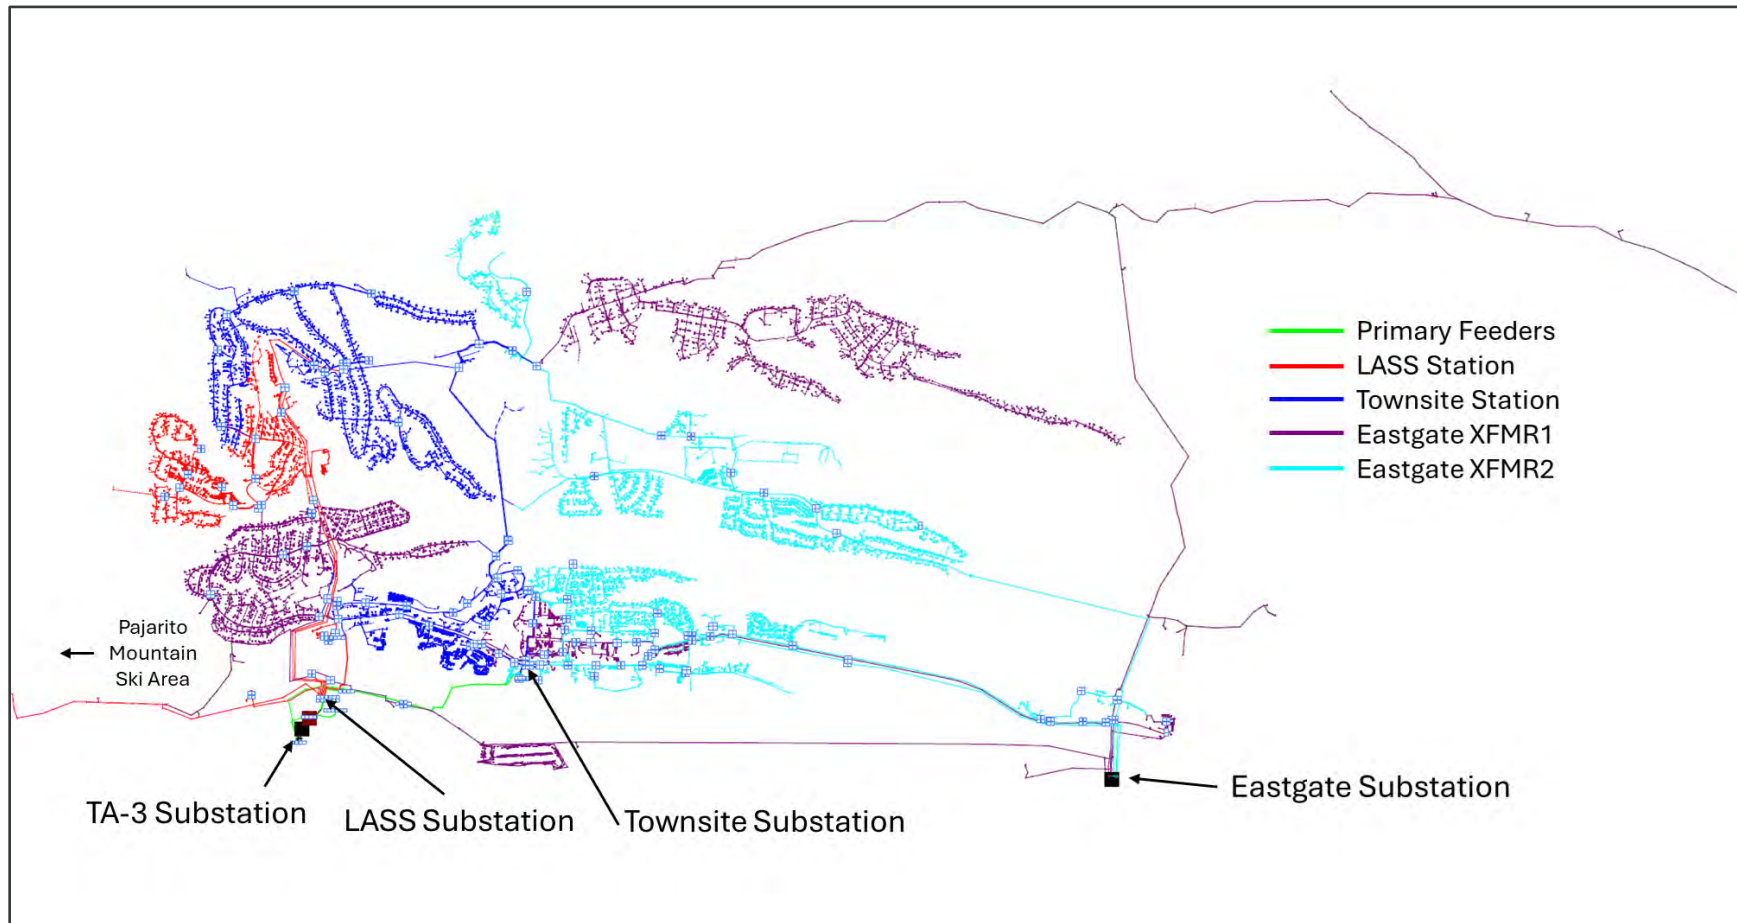 Primary Feeders
LASS Station
Townsite Station
Eastgate XFMR1
Eastgate XFMR2
Pajarito
Mountain
Ski Area
TA-3 Substation
LASS Substation
Townsite Substation
Eastgate Substation